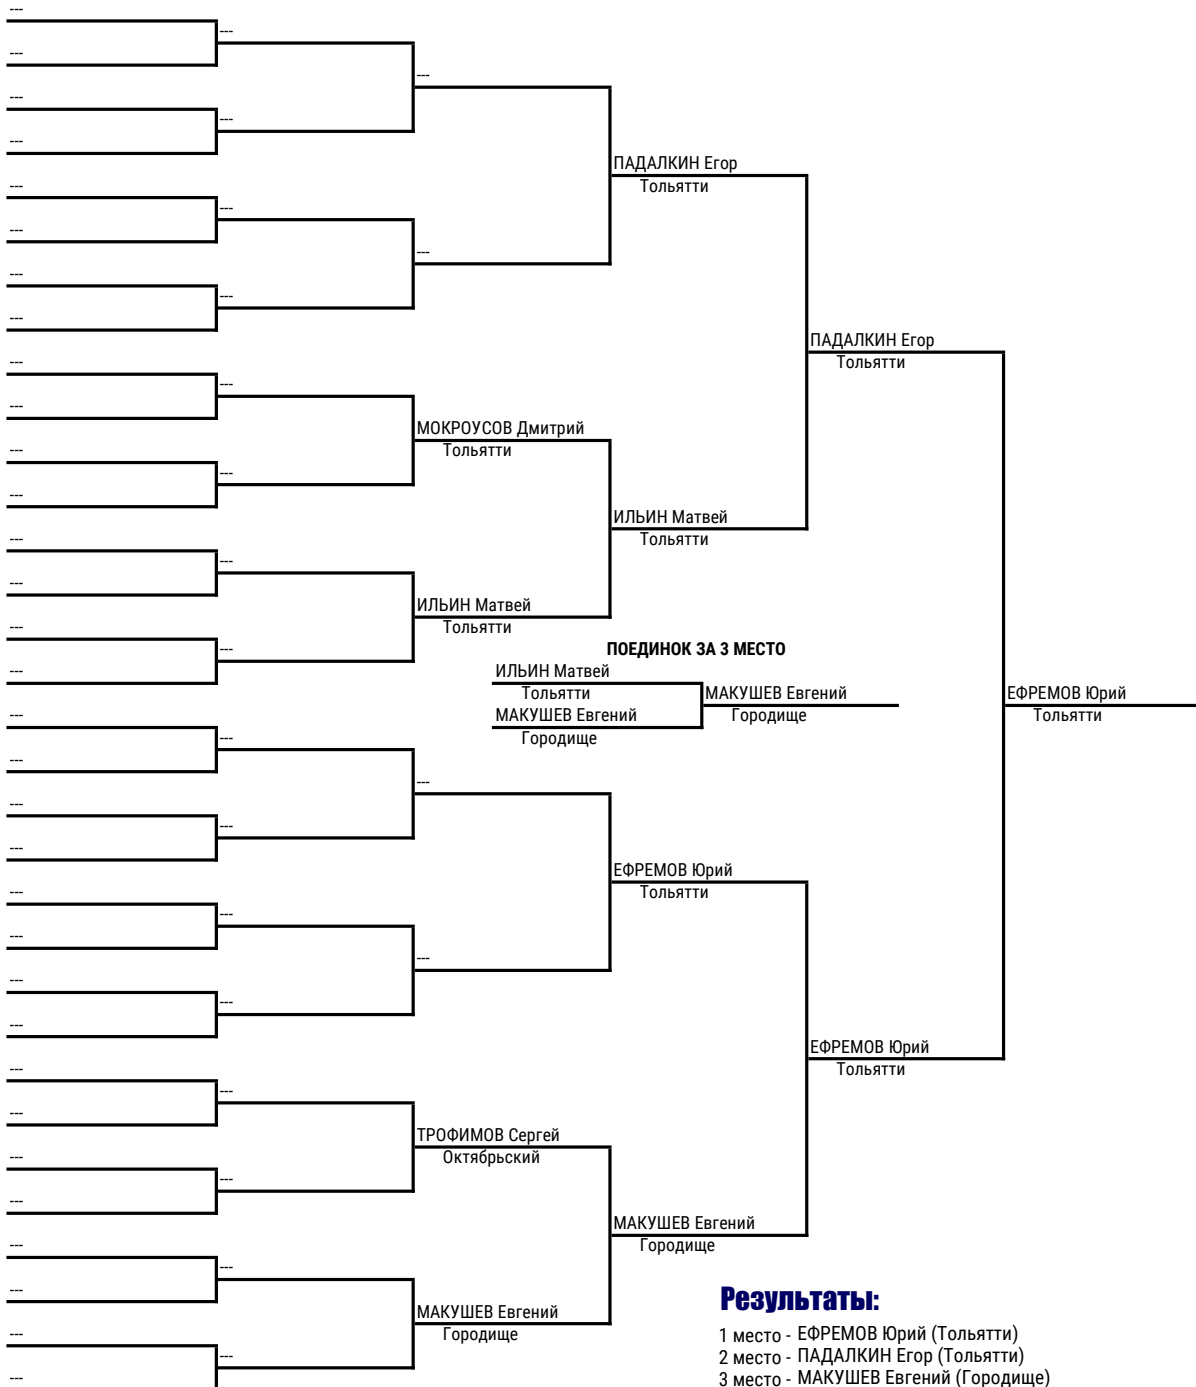 ---
---
---
---
---
---
---
---
---
---
---
---
ПАДАЛКИН Егор
Тольятти
---
---
---
---
---
---
ПАДАЛКИН Егор
Тольятти
---
---
---
МОКРОУСОВ Дмитрий
Тольятти
---
---
---
ИЛЬИН Матвей
Тольятти
---
---
---
ИЛЬИН Матвей
Тольятти
---
---
---
ПОЕДИНОК ЗА 3 МЕСТО
ИЛЬИН Матвей
Тольятти
МАКУШЕВ Евгений
Городище
МАКУШЕВ Евгений
Городище
ЕФРЕМОВ Юрий
Тольятти
---
---
---
---
---
---
---
ЕФРЕМОВ Юрий
Тольятти
---
---
---
---
---
---
---
ЕФРЕМОВ Юрий
Тольятти
---
---
---
ТРОФИМОВ Сергей
Октябрьский
---
---
---
МАКУШЕВ Евгений
Городище
---
---
---
МАКУШЕВ Евгений
Городище
---
---
---
Результаты:
1 место - ЕФРЕМОВ Юрий (Тольятти)
2 место - ПАДАЛКИН Егор (Тольятти)
3 место - МАКУШЕВ Евгений (Городище)